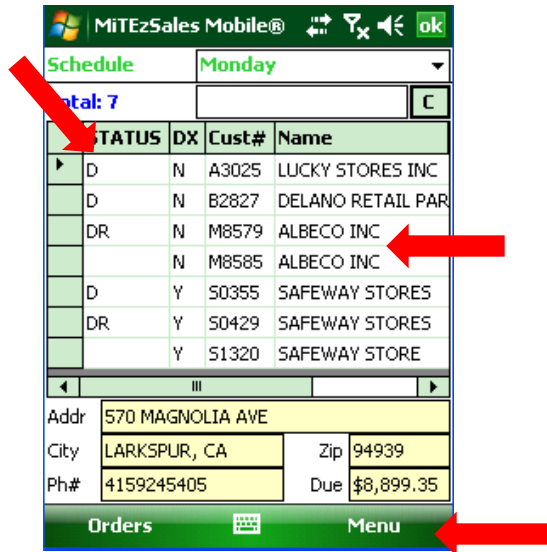 MiTEzSales Mobile® ok
Schedule Monday
Total: 7 C
STATUS DX Cust# Name
D N A3025 LUCKY STORES INC
D N B2827 DELANO RETAIL PAR
DR N M8579 ALBECO INC
N M8585 ALBECO INC
D Y S0355 SAFEWAY STORES
DR Y S0429 SAFEWAY STORES
Y S1320 SAFEWAY STORE
Addr 570 MAGNOLIA AVE
City LARKSPUR, CA Zip 94939
Ph# 4159245405 Due $8,899.35
Orders Menu